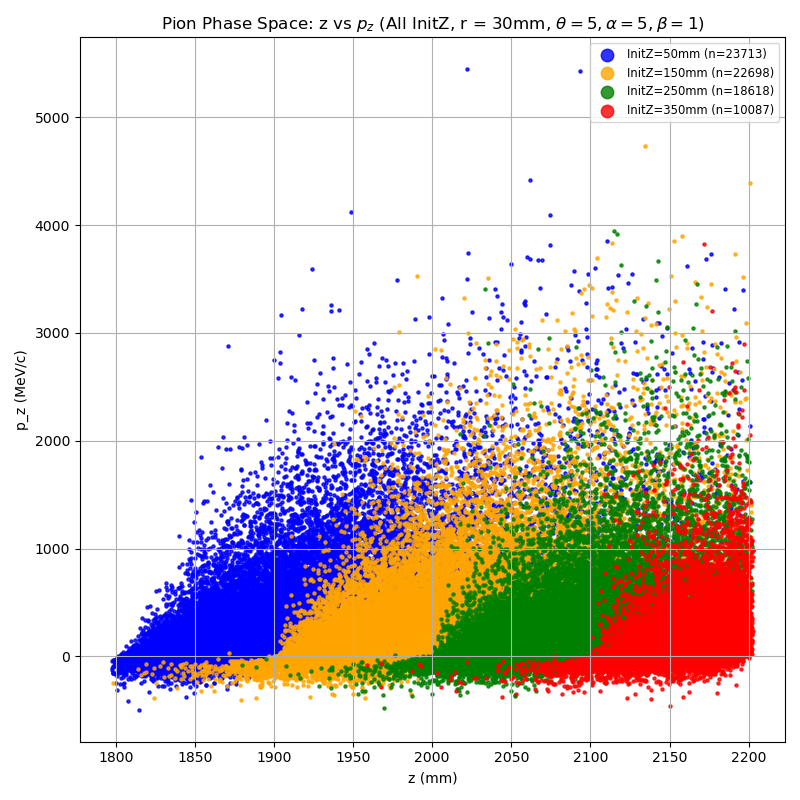 Pion Phase Space: z vs p_z (All InitZ, r = 30mm, θ = 5, α = 5, β = 1)
InitZ=50mm (n=23713)
InitZ=150mm (n=22698)
InitZ=250mm (n=18618)
InitZ=350mm (n=10087)
5000
4000
3000
2000
1000
0
p_z (MeV/c)
1800 1850 1900 1950 2000 2050 2100 2150 2200
z (mm)